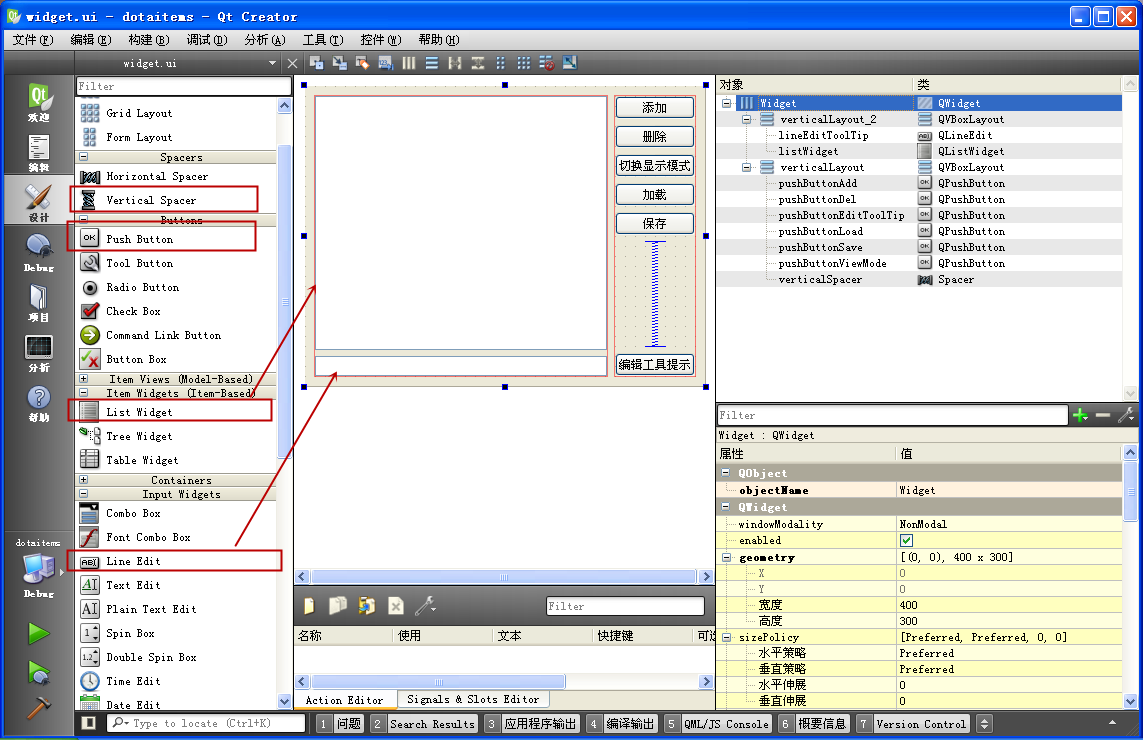 widget.ui - dotaitems - Qt Creator
文件(F) 编辑(E) 构建(B) 调试(D) 分析(A) 工具(T) 控件(W) 帮助(H)
widget.ui
欢迎
编辑
设计
Debug
项目
分析
帮助
dotaitems
Debug
Filter
Grid Layout
Form Layout
Spacers
Horizontal Spacer
Vertical Spacer
Buttons
Push Button
Tool Button
Radio Button
Check Box
Command Link Button
Button Box
Item Views (Model-Based)
Item Widgets (Item-Based)
List Widget
Tree Widget
Table Widget
Containers
Input Widgets
Combo Box
Font Combo Box
Line Edit
Text Edit
Plain Text Edit
Spin Box
Double Spin Box
Time Edit
Date Edit
添加
删除
切换显示模式
加载
保存
编辑工具提示
Filter
名称 使用 文本 快捷键 可选
Action Editor Signals & Slots Editor
对象 类
Widget QWidget
verticalLayout_2 QVBoxLayout
lineEditToolTip QLineEdit
listWidget QListWidget
verticalLayout QVBoxLayout
pushButtonAdd QPushButton
pushButtonDel QPushButton
pushButtonEditToolTip QPushButton
pushButtonLoad QPushButton
pushButtonSave QPushButton
pushButtonViewMode QPushButton
verticalSpacer Spacer
Filter
Widget : QWidget
属性 值
QObject
objectName Widget
QWidget
windowModality NonModal
enabled
geometry [(0, 0), 400 x 300]
X 0
Y 0
宽度 400
高度 300
sizePolicy [Preferred, Preferred, 0, 0]
水平策略 Preferred
垂直策略 Preferred
水平伸展 0
垂直伸展 0
Type to locate (Ctrl+K) 1 问题 2 Search Results 3 应用程序输出 4 编译输出 5 QML/JS Console 6 概要信息 7 Version Control